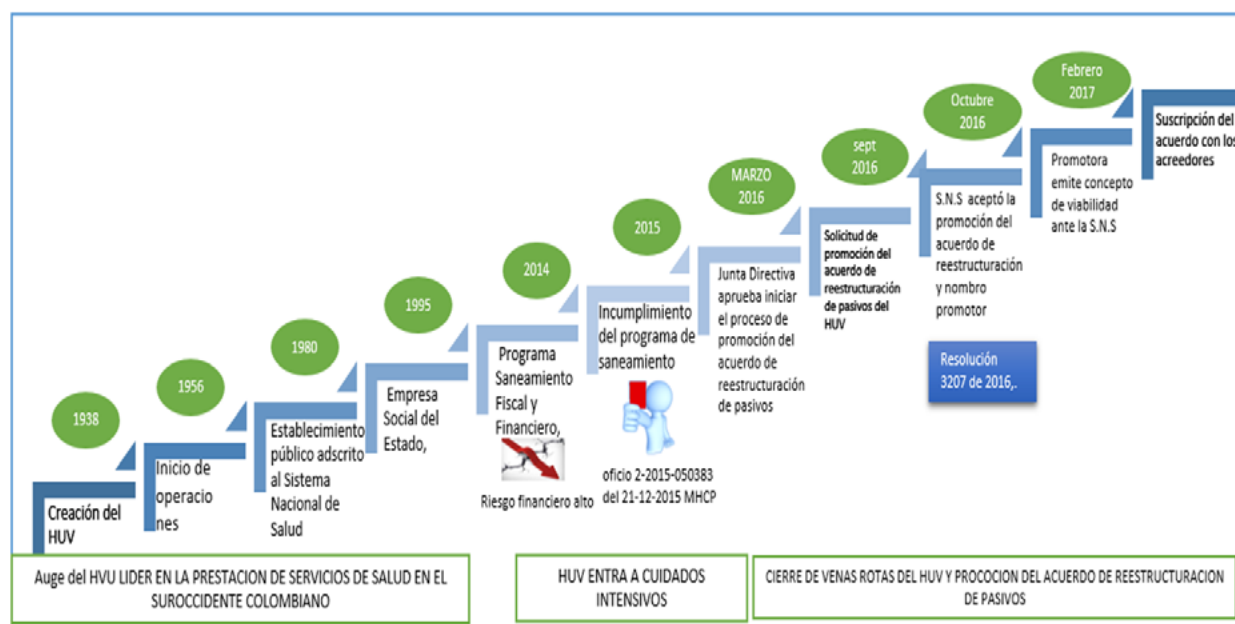 1938
Creación del
HUV
1956
Inicio de
operacio
nes
1980
Establecimiento
público adscrito
al Sistema
Nacional de
Salud
1995
Empresa
Social del
Estado,
2014
Programa
Saneamiento
Fiscal y
Financiero,
Riesgo financiero alto
2015
Incumplimiento
del programa de
saneamiento
oficio 2-2015-050383
del 21-12-2015 MHCP
MARZO
2016
Junta Directiva
aprueba iniciar
el proceso de
promoción del
acuerdo de
reestructuración
de pasivos
sept
2016
Solicitud de
promoción del
acuerdo de
reestructuración
de pasivos del
HUV
Octubre
2016
S.N.S aceptó la
promoción del
acuerdo de
reestructuración
y nombro
promotor
Resolución
3207 de 2016,.
Febrero
2017
Promotora
emite concepto
de viabilidad
ante la S.N.S
Suscripción del
acuerdo con los
acreedores
Auge del HVU LIDER EN LA PRESTACION DE SERVICIOS DE SALUD EN EL
SUROCCIDENTE COLOMBIANO
HUV ENTRA A CUIDADOS
INTENSIVOS
CIERRE DE VENAS ROTAS DEL HUV Y PROCOCION DEL ACUERDO DE REESTRUCTURACION
DE PASIVOS